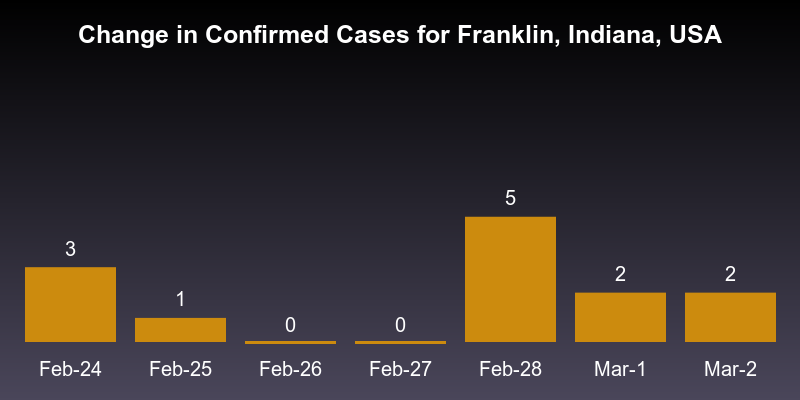 Change in Confirmed Cases for Franklin, Indiana, USA
3
1
0
0
5
2
2
Feb-24
Feb-25
Feb-26
Feb-27
Feb-28
Mar-1
Mar-2